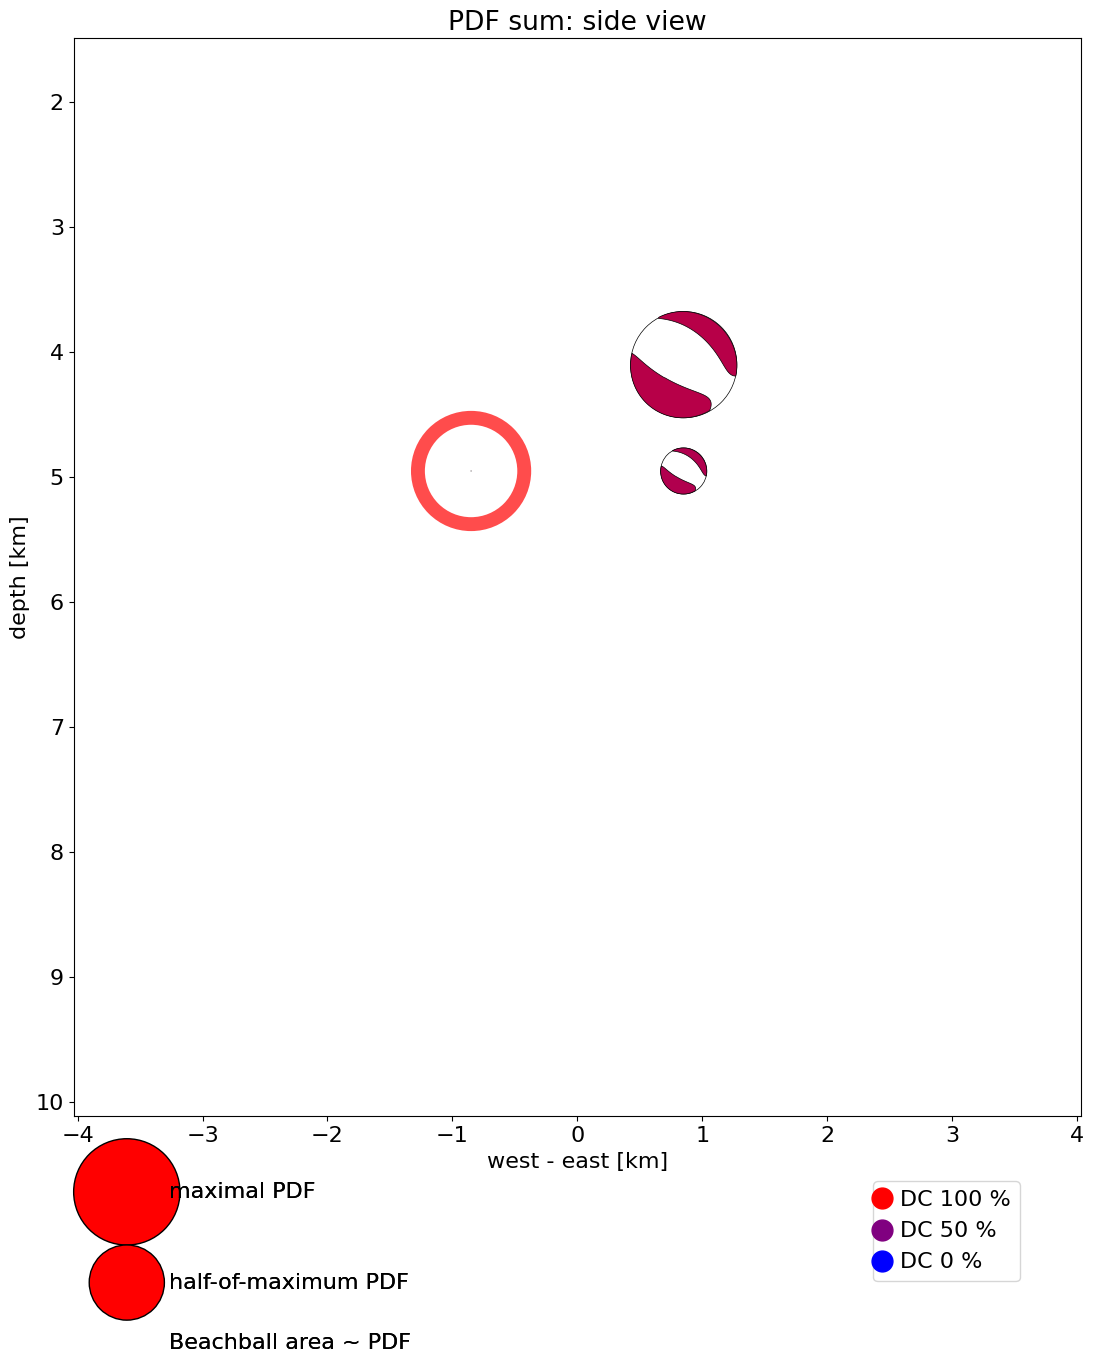 PDF sum: side view
2
3
4
5
6
7
8
9
10
depth [km]
−4 −3 −2 −1 0 1 2 3 4
west - east [km]
maximal PDF
half-of-maximum PDF
Beachball area ~ PDF
DC 100 %
DC 50 %
DC 0 %